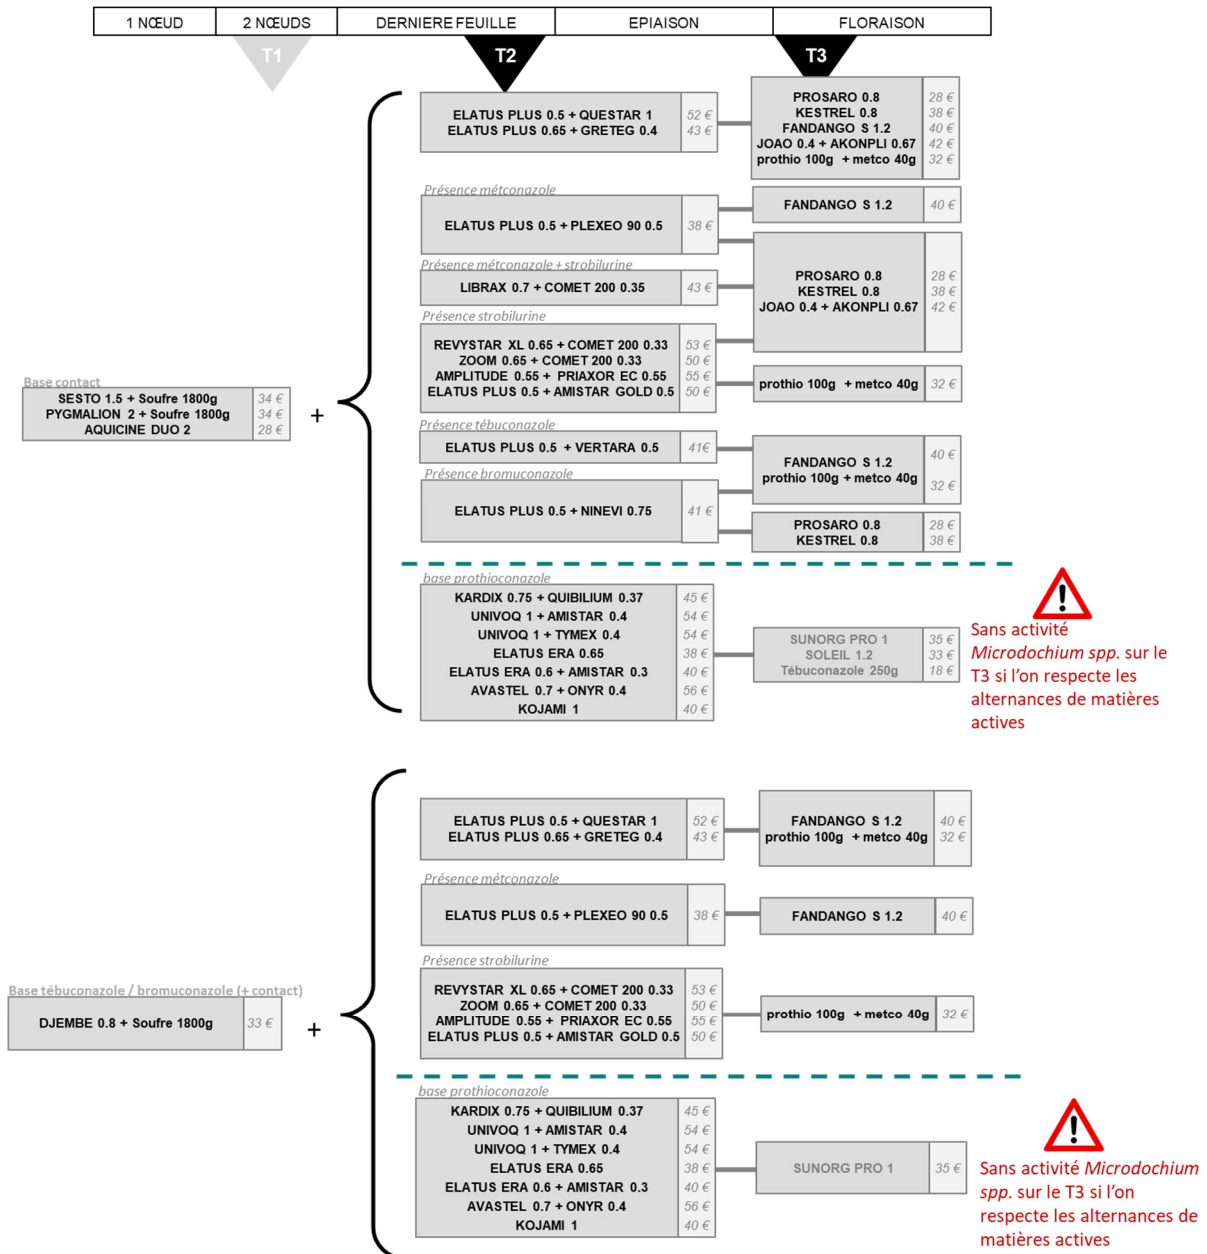 1 NŒUD
2 NŒUDS
DERNIERE FEUILLE
EPIAISON
FLORAISON
T1
T2
T3
ELATUS PLUS 0.5 + QUESTAR 1 52 €
ELATUS PLUS 0.65 + GRETEG 0.4 43 €
PROSARO 0.8 28 €
KESTREL 0.8 38 €
FANDANGO S 1.2 40 €
JOAO 0.4 + AKONPLI 0.67 42 €
prothio 100g + metco 40g 32 €
Présence métconazole
ELATUS PLUS 0.5 + PLEXEO 90 0.5 38 €
FANDANGO S 1.2 40 €
Présence métconazole + strobilurine
LIBRAX 0.7 + COMET 200 0.35 43 €
PROSARO 0.8 28 €
KESTREL 0.8 38 €
JOAO 0.4 + AKONPLI 0.67 42 €
Présence strobilurine
REVYSTAR XL 0.65 + COMET 200 0.33 53 €
ZOOM 0.65 + COMET 200 0.33 50 €
AMPLITUDE 0.55 + PRIAXOR EC 0.55 55 €
ELATUS PLUS 0.5 + AMISTAR GOLD 0.5 50 €
prothio 100g + metco 40g 32 €
Base contact
SESTO 1.5 + Soufre 1800g 34 €
PYGMALION 2 + Soufre 1800g 34 €
AQUICINE DUO 2 28 €
+
Présence tébuconazole
ELATUS PLUS 0.5 + VERTARA 0.5 41€
Présence bromuconazole
ELATUS PLUS 0.5 + NINEVI 0.75 41 €
FANDANGO S 1.2 40 €
prothio 100g + metco 40g 32 €
PROSARO 0.8 28 €
KESTREL 0.8 38 €
base prothioconazole
KARDIX 0.75 + QUIBILIUM 0.37 45 €
UNIVOQ 1 + AMISTAR 0.4 54 €
UNIVOQ 1 + TYMEX 0.4 54 €
ELATUS ERA 0.65 38 €
ELATUS ERA 0.6 + AMISTAR 0.3 40 €
AVASTEL 0.7 + ONYR 0.4 56 €
KOJAMI 1 40 €
SUNORG PRO 1 35 €
SOLEIL 1.2 33 €
Tébuconazole 250g 18 €
!
Sans activité
Microdochium spp. sur le
T3 si l'on respecte les
alternances de matières
actives
ELATUS PLUS 0.5 + QUESTAR 1 52 €
ELATUS PLUS 0.65 + GRETEG 0.4 43 €
FANDANGO S 1.2 40 €
prothio 100g + metco 40g 32 €
Présence métconazole
ELATUS PLUS 0.5 + PLEXEO 90 0.5 38 €
FANDANGO S 1.2 40 €
Présence strobilurine
REVYSTAR XL 0.65 + COMET 200 0.33 53 €
ZOOM 0.65 + COMET 200 0.33 50 €
AMPLITUDE 0.55 + PRIAXOR EC 0.55 55 €
ELATUS PLUS 0.5 + AMISTAR GOLD 0.5 50 €
prothio 100g + metco 40g 32 €
Base tébuconazole / bromuconazole (+ contact)
DJEMBE 0.8 + Soufre 1800g 33 €
+
base prothioconazole
KARDIX 0.75 + QUIBILIUM 0.37 45 €
UNIVOQ 1 + AMISTAR 0.4 54 €
UNIVOQ 1 + TYMEX 0.4 54 €
ELATUS ERA 0.65 38 €
ELATUS ERA 0.6 + AMISTAR 0.3 40 €
AVASTEL 0.7 + ONYR 0.4 56 €
KOJAMI 1 40 €
SUNORG PRO 1 35 €
!
Sans activité Microdochium
spp. sur le T3 si l'on
respecte les alternances de
matières actives